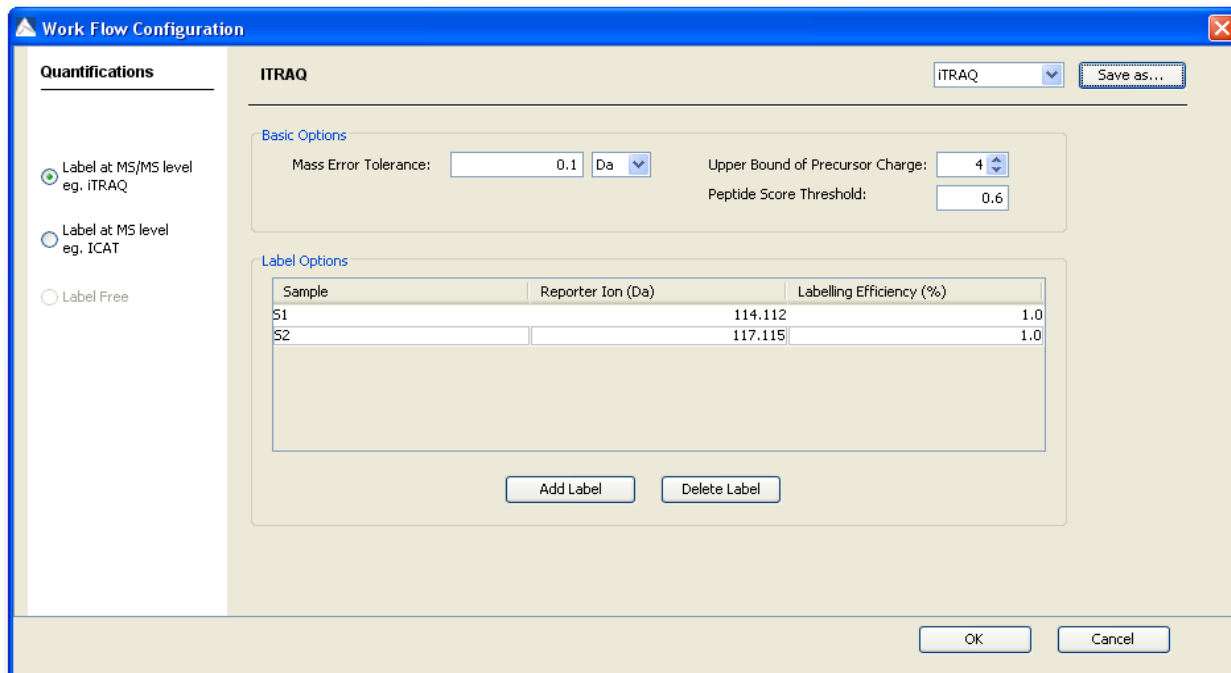 Work Flow Configuration
Quantifications
ITRAQ
iTRAQ
Save as...
Label at MS/MS level
eg. iTRAQ
Label at MS level
eg. ICAT
Label Free
Basic Options
Mass Error Tolerance: 0.1 Da
Upper Bound of Precursor Charge: 4
Peptide Score Threshold: 0.6
Label Options
Sample Reporter Ion (Da) Labelling Efficiency (%)
S1 114.112 1.0
S2 117.115 1.0
Add Label Delete Label
OK Cancel